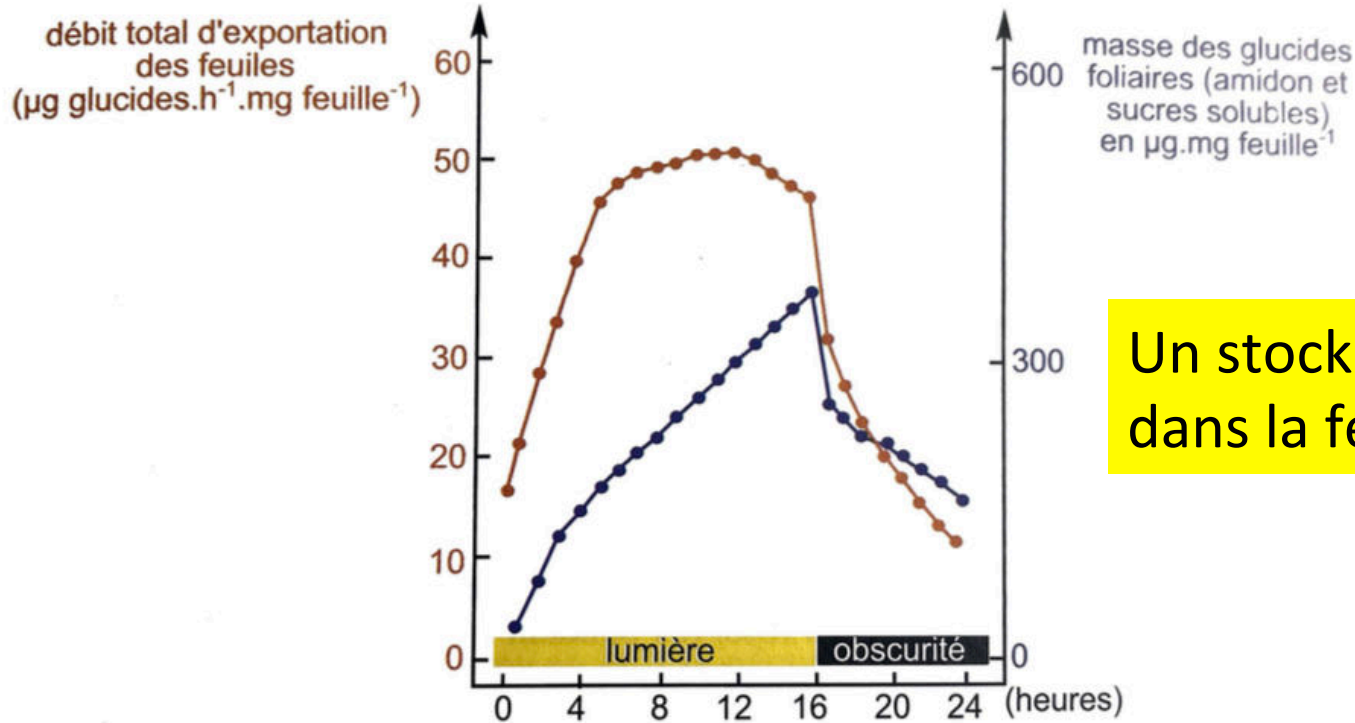 débit total d'exportation
des feuiles
(µg glucides.h⁻¹.mg feuille⁻¹)
masse des glucides
foliaires (amidon et
sucres solubles)
en µg.mg feuille⁻¹
60
50
40
30
20
10
0
600
300
0
Un stock
dans la
lumière
obscurité
0 4 8 12 16 20 24 (heures)